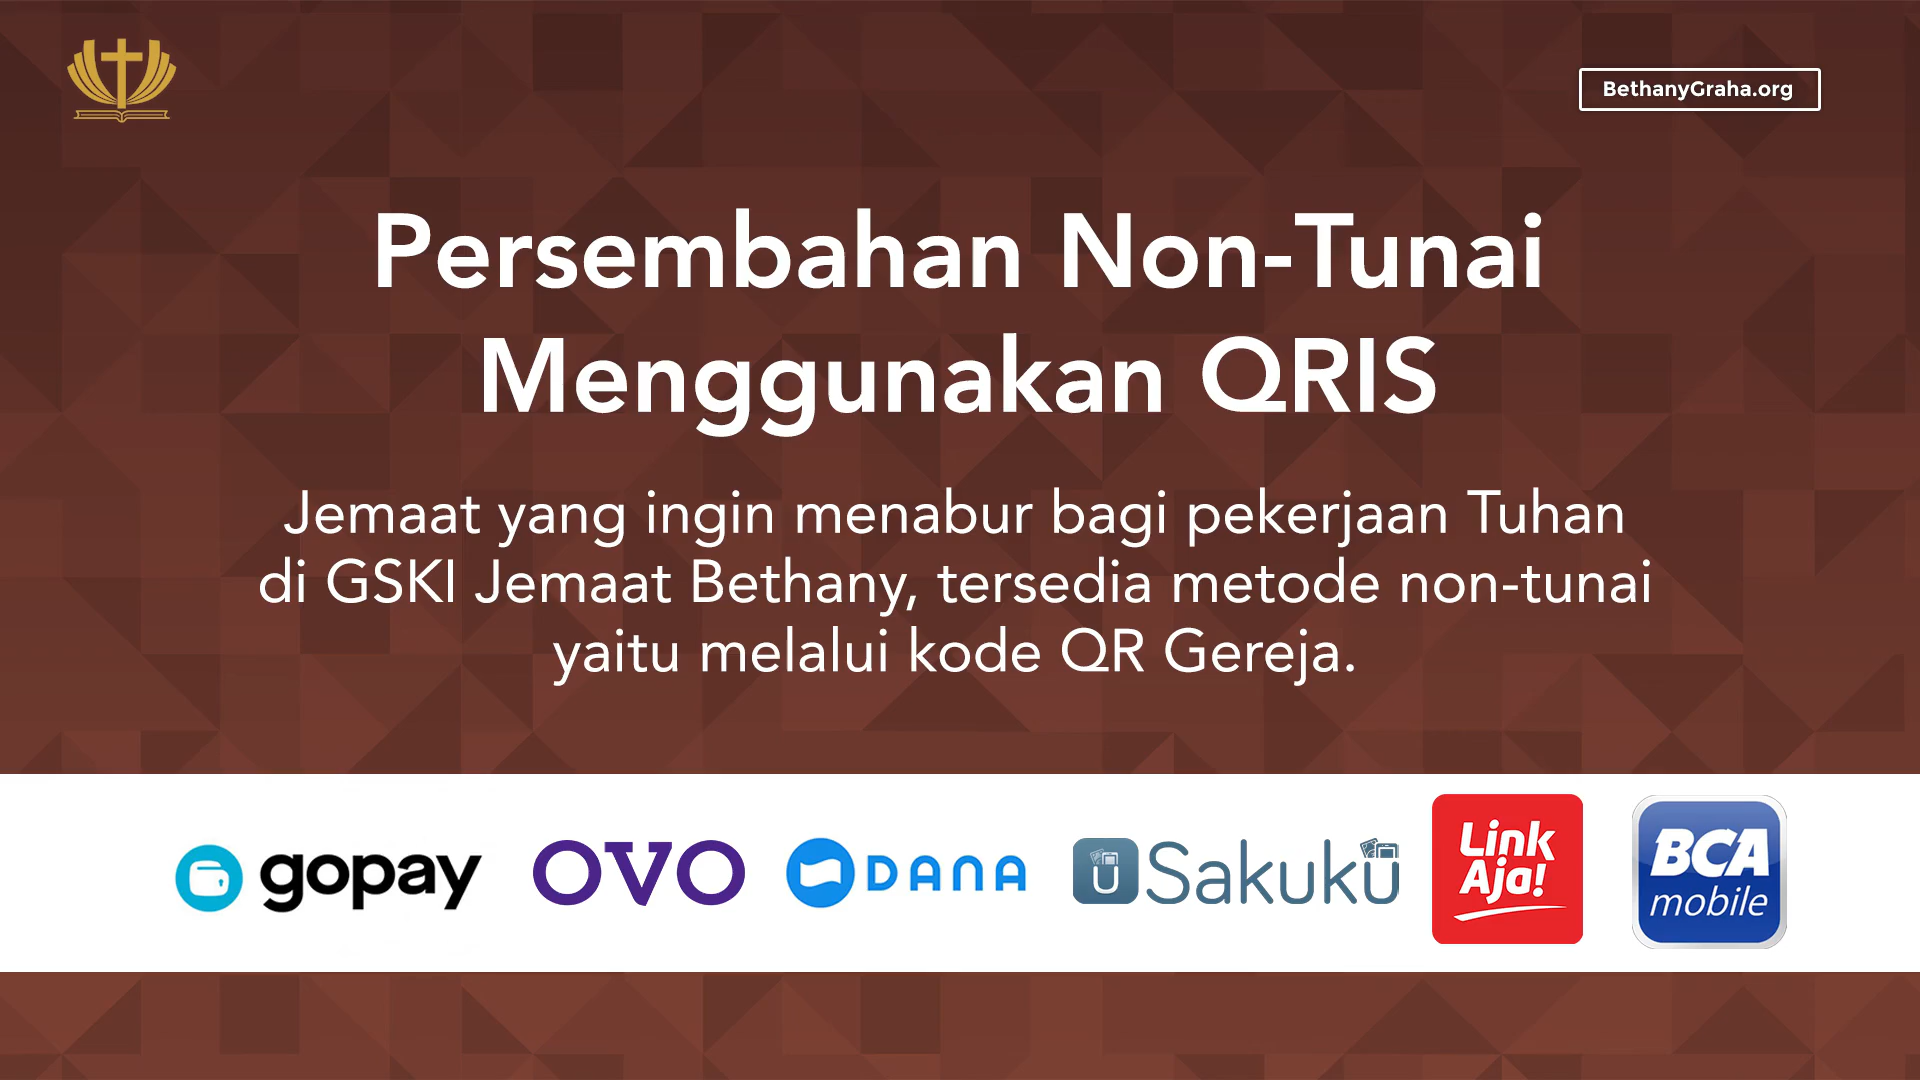 BethanyGraha.org
Persembahan Non-Tunai
Menggunakan QRIS
Jemaat yang ingin menabur bagi pekerjaan Tuhan
di GSKI Jemaat Bethany, tersedia metode non-tunai
yaitu melalui kode QR Gereja.
gopay
OVO
DANA
U Sakuku
Link
Aja!
BCA
mobile